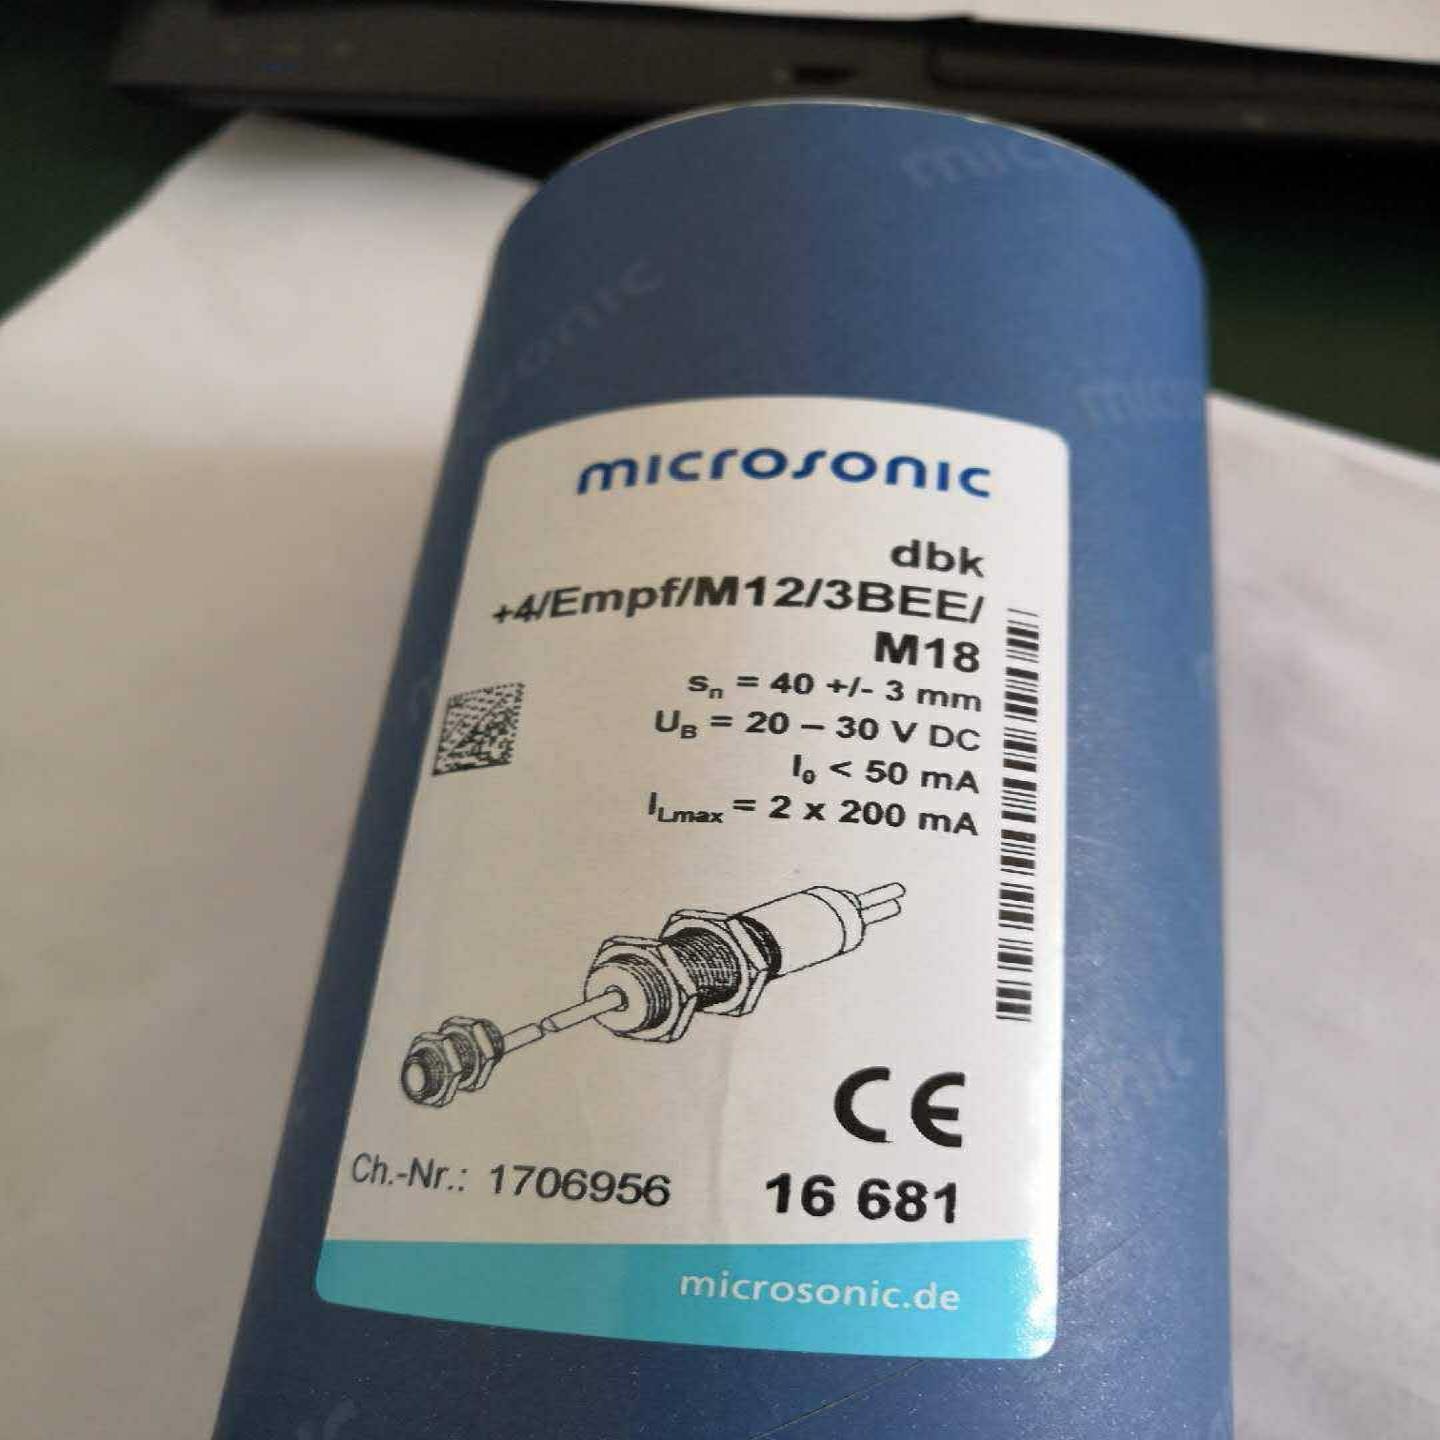 microsonic
dbk
+4/Empf/M12/3BEE/
M18
sn = 40 +/- 3 mm
UB = 20 – 30 V DC
I0 < 50 mA
ILmax = 2 x 200 mA
CE
Ch.-Nr.: 1706956 16 681
microsonic.de